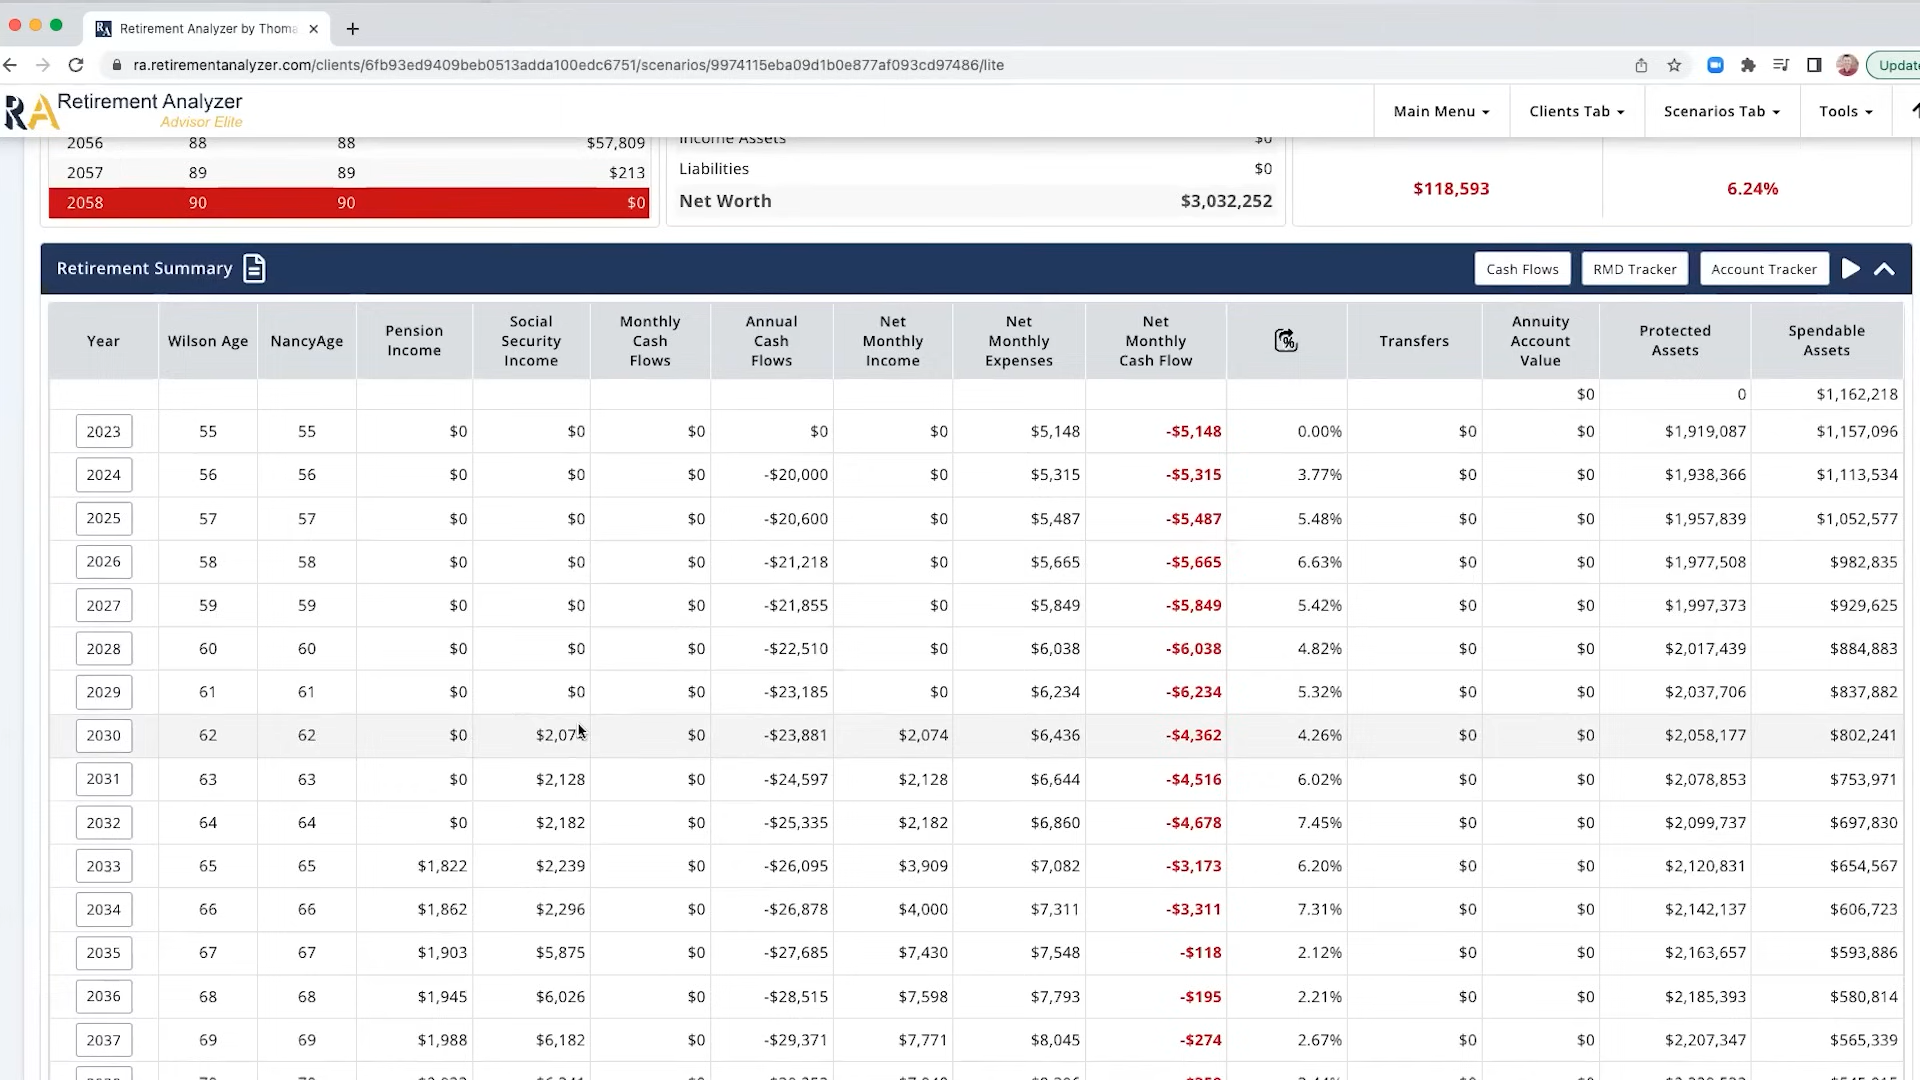 Retirement Analyzer by Thoma
ra.retirementanalyzer.com/clients/6fb93ed9409beb0513adda100edc6751/scenarios/9974115eba09d1b0e877af093cd97486/lite
Update
RA Retirement Analyzer
Advisor Elite
Main Menu
Clients Tab
Scenarios Tab
Tools
2056 88 88 $57,809
2057 89 89 $213
2058 90 90 $0
Income Assets $0
Liabilities $0
Net Worth $3,032,252
$118,593 6.24%
Retirement Summary
Cash Flows
RMD Tracker
Account Tracker
Year Wilson Age NancyAge Pension Income Social Security Income Monthly Cash Flows Annual Cash Flows Net Monthly Income Net Monthly Expenses Net Monthly Cash Flow % Transfers Annuity Account Value Protected Assets Spendable Assets
$0 0 $1,162,218
2023 55 55 $0 $0 $0 $0 $0 $5,148 -$5,148 0.00% $0 $0 $1,919,087 $1,157,096
2024 56 56 $0 $0 $0 -$20,000 $0 $5,315 -$5,315 3.77% $0 $0 $1,938,366 $1,113,534
2025 57 57 $0 $0 $0 -$20,600 $0 $5,487 -$5,487 5.48% $0 $0 $1,957,839 $1,052,577
2026 58 58 $0 $0 $0 -$21,218 $0 $5,665 -$5,665 6.63% $0 $0 $1,977,508 $982,835
2027 59 59 $0 $0 $0 -$21,855 $0 $5,849 -$5,849 5.42% $0 $0 $1,997,373 $929,625
2028 60 60 $0 $0 $0 -$22,510 $0 $6,038 -$6,038 4.82% $0 $0 $2,017,439 $884,883
2029 61 61 $0 $0 $0 -$23,185 $0 $6,234 -$6,234 5.32% $0 $0 $2,037,706 $837,882
2030 62 62 $0 $0 -$23,881 $2,074 $6,436 -$4,362 4.26% $0 $0 $2,058,177 $802,241
2031 63 63 $0 $2,128 $0 -$24,597 $2,128 $6,644 -$4,516 6.02% $0 $0 $2,078,853 $753,971
2032 64 64 $0 $2,182 $0 -$25,335 $2,182 $6,860 -$4,678 7.45% $0 $0 $2,099,737 $697,830
2033 65 65 $1,822 $2,239 $0 -$26,095 $3,909 $7,082 -$3,173 6.20% $0 $0 $2,120,831 $654,567
2034 66 66 $1,862 $2,296 $0 -$26,878 $4,000 $7,311 -$3,311 7.31% $0 $0 $2,142,137 $606,723
2035 67 67 $1,903 $5,875 $0 -$27,685 $7,430 $7,548 -$118 2.12% $0 $0 $2,163,657 $593,886
2036 68 68 $1,945 $6,026 $0 -$28,515 $7,598 $7,793 -$195 2.21% $0 $0 $2,185,393 $580,814
2037 69 69 $1,988 $6,182 $0 -$29,371 $7,771 $8,045 -$274 2.67% $0 $0 $2,207,347 $565,339